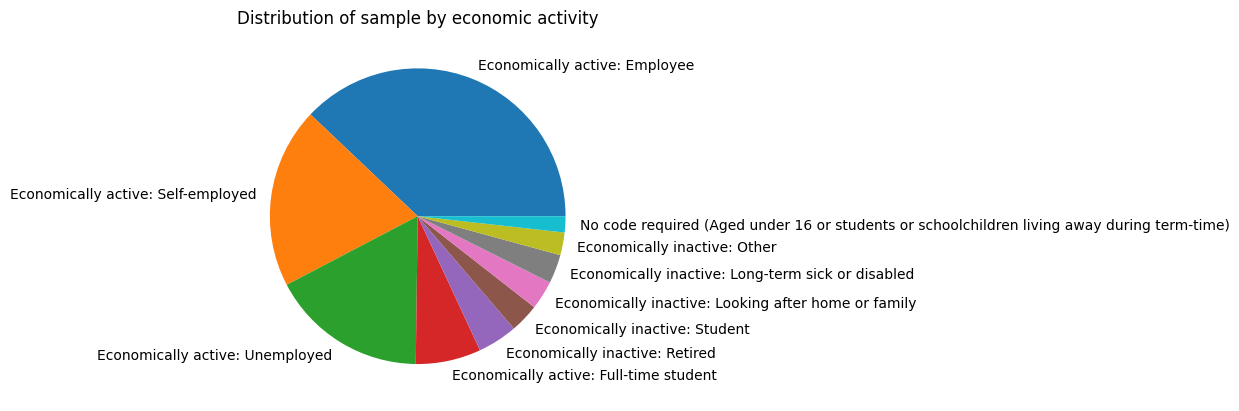 Distribution of sample by economic activity
Economically active: Employee
Economically active: Self-employed
Economically active: Unemployed
Economically active: Full-time student
Economically inactive: Retired
Economically inactive: Student
Economically inactive: Looking after home or family
Economically inactive: Long-term sick or disabled
Economically inactive: Other
No code required (Aged under 16 or students or schoolchildren living away during term-time)